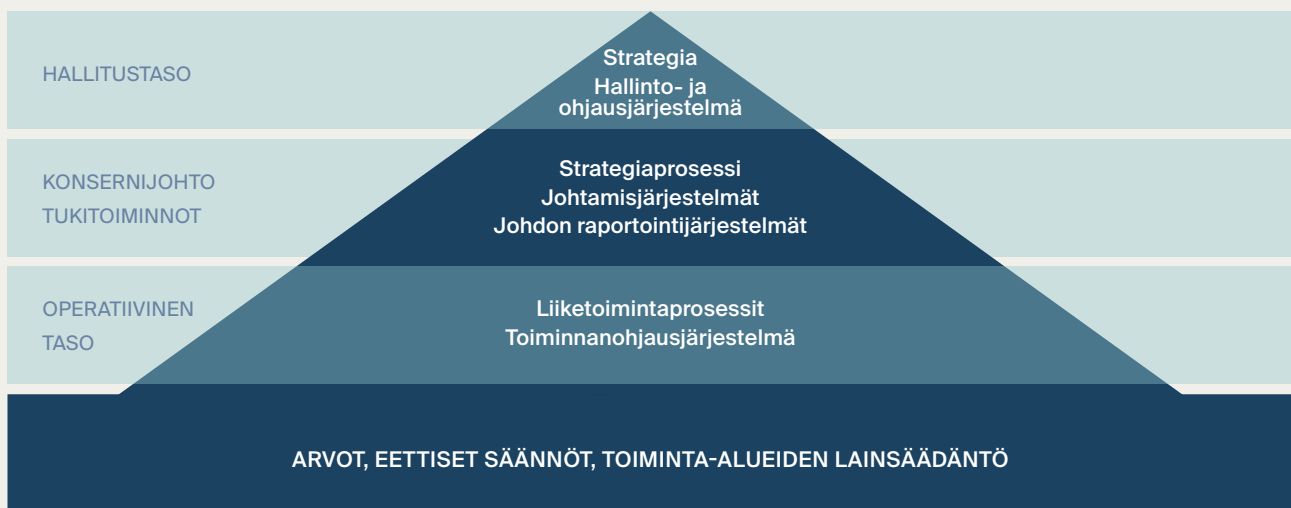 HALLITUSTASO
Strategia
Hallinto- ja
ohjausjärjestelmä
KONSERNIJOHTO
TUKITOIMINNOT
Strategiaprosessi
Johtamisjärjestelmät
Johdon raportointijärjestelmät
OPERATIIVINEN
TASO
Liiketoimintaprosessit
Toiminnanohjausjärjestelmä
ARVOT, EETTISET SÄÄNNÖT, TOIMINTA-ALUEIDEN LAINSÄÄDÄNTÖ